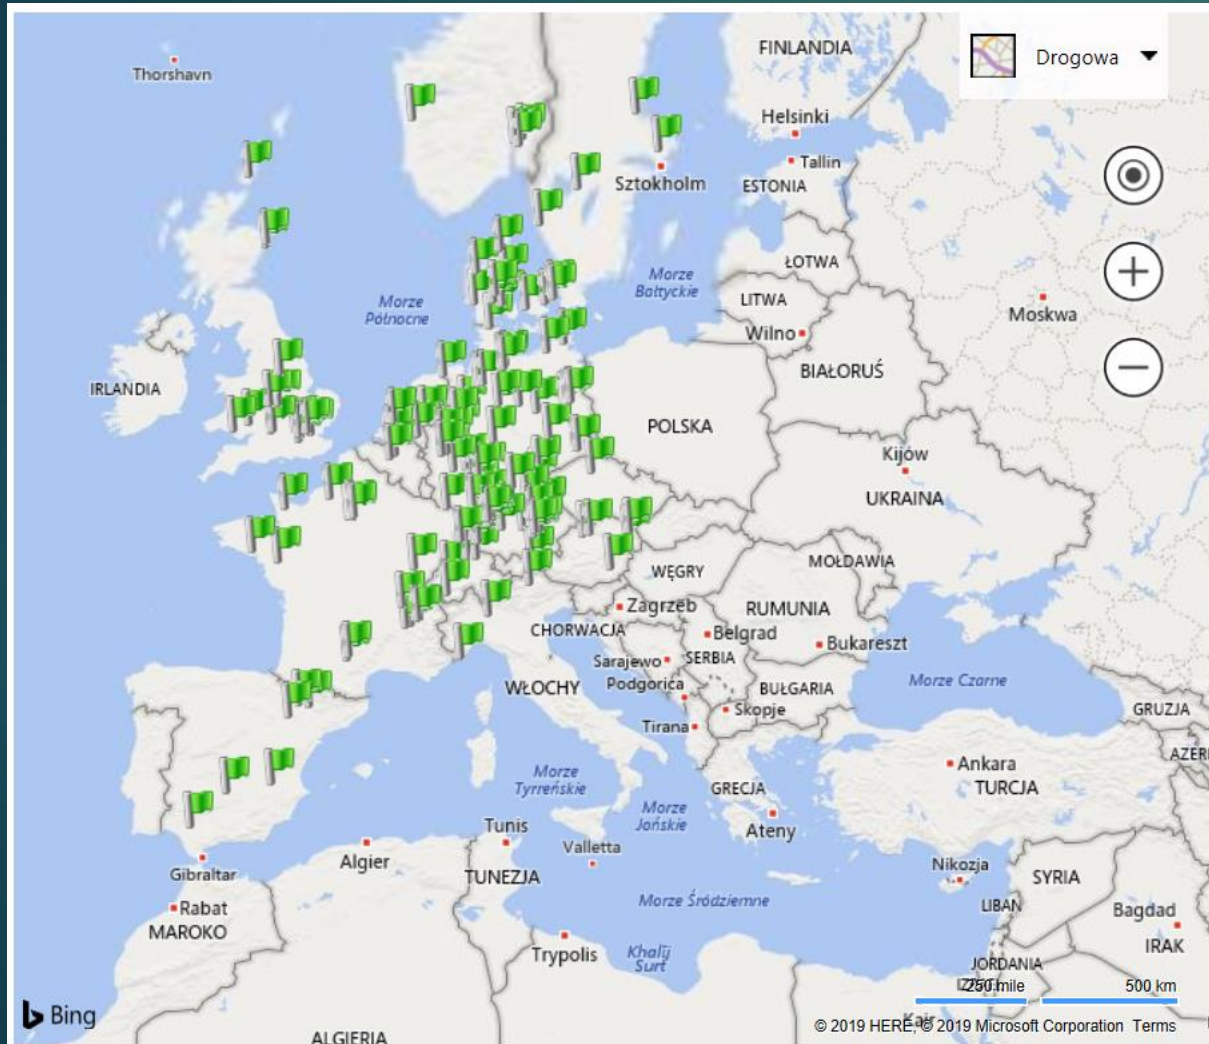 FINLANDIA
Drogowa
Thorshavn
Helsinki
Tallin
Sztokholm
ESTONIA
ŁOTWA
Morze
Bałtyckie
Morze
Północne
LITWA
Moskwa
Wilno
BIAŁORUŚ
IRLANDIA
POLSKA
Kijów
UKRAINA
MOŁDAWIA
WĘGRY
Zagrzeb
RUMUNIA
CHORWACJA
Belgrad
Bukareszt
Sarajewo
SERBIA
Podgorica
WŁOCHY
BUŁGARIA
Morze Czarne
Skopje
GRUZJA
Tirana
AZER
Ankara
TURCJA
Morze
Tyrreńskie
GRECJA
Morze
Jońskie
Ateny
Tunis
Valletta
Algier
Gibraltar
TUNEZJA
Nikozja
SYRIA
Morze Śródziemne
LIBAN
Rabat
Bagdad
MAROKO
IRAK
Trypolis
Khalij
Surt
JORDANIA
250 mile
500 km
Bing
© 2019 HERE, © 2019 Microsoft Corporation Terms
ALGIERIA